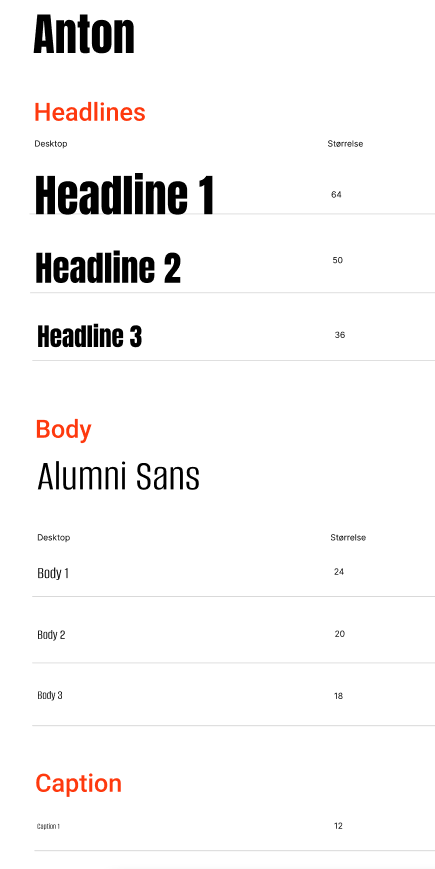 Anton
Headlines
Desktop Størrelse
Headline 1 64
Headline 2 50
Headline 3 36
Body
Alumni Sans
Desktop Størrelse
Body 1 24
Body 2 20
Body 3 18
Caption
Caption 1 12